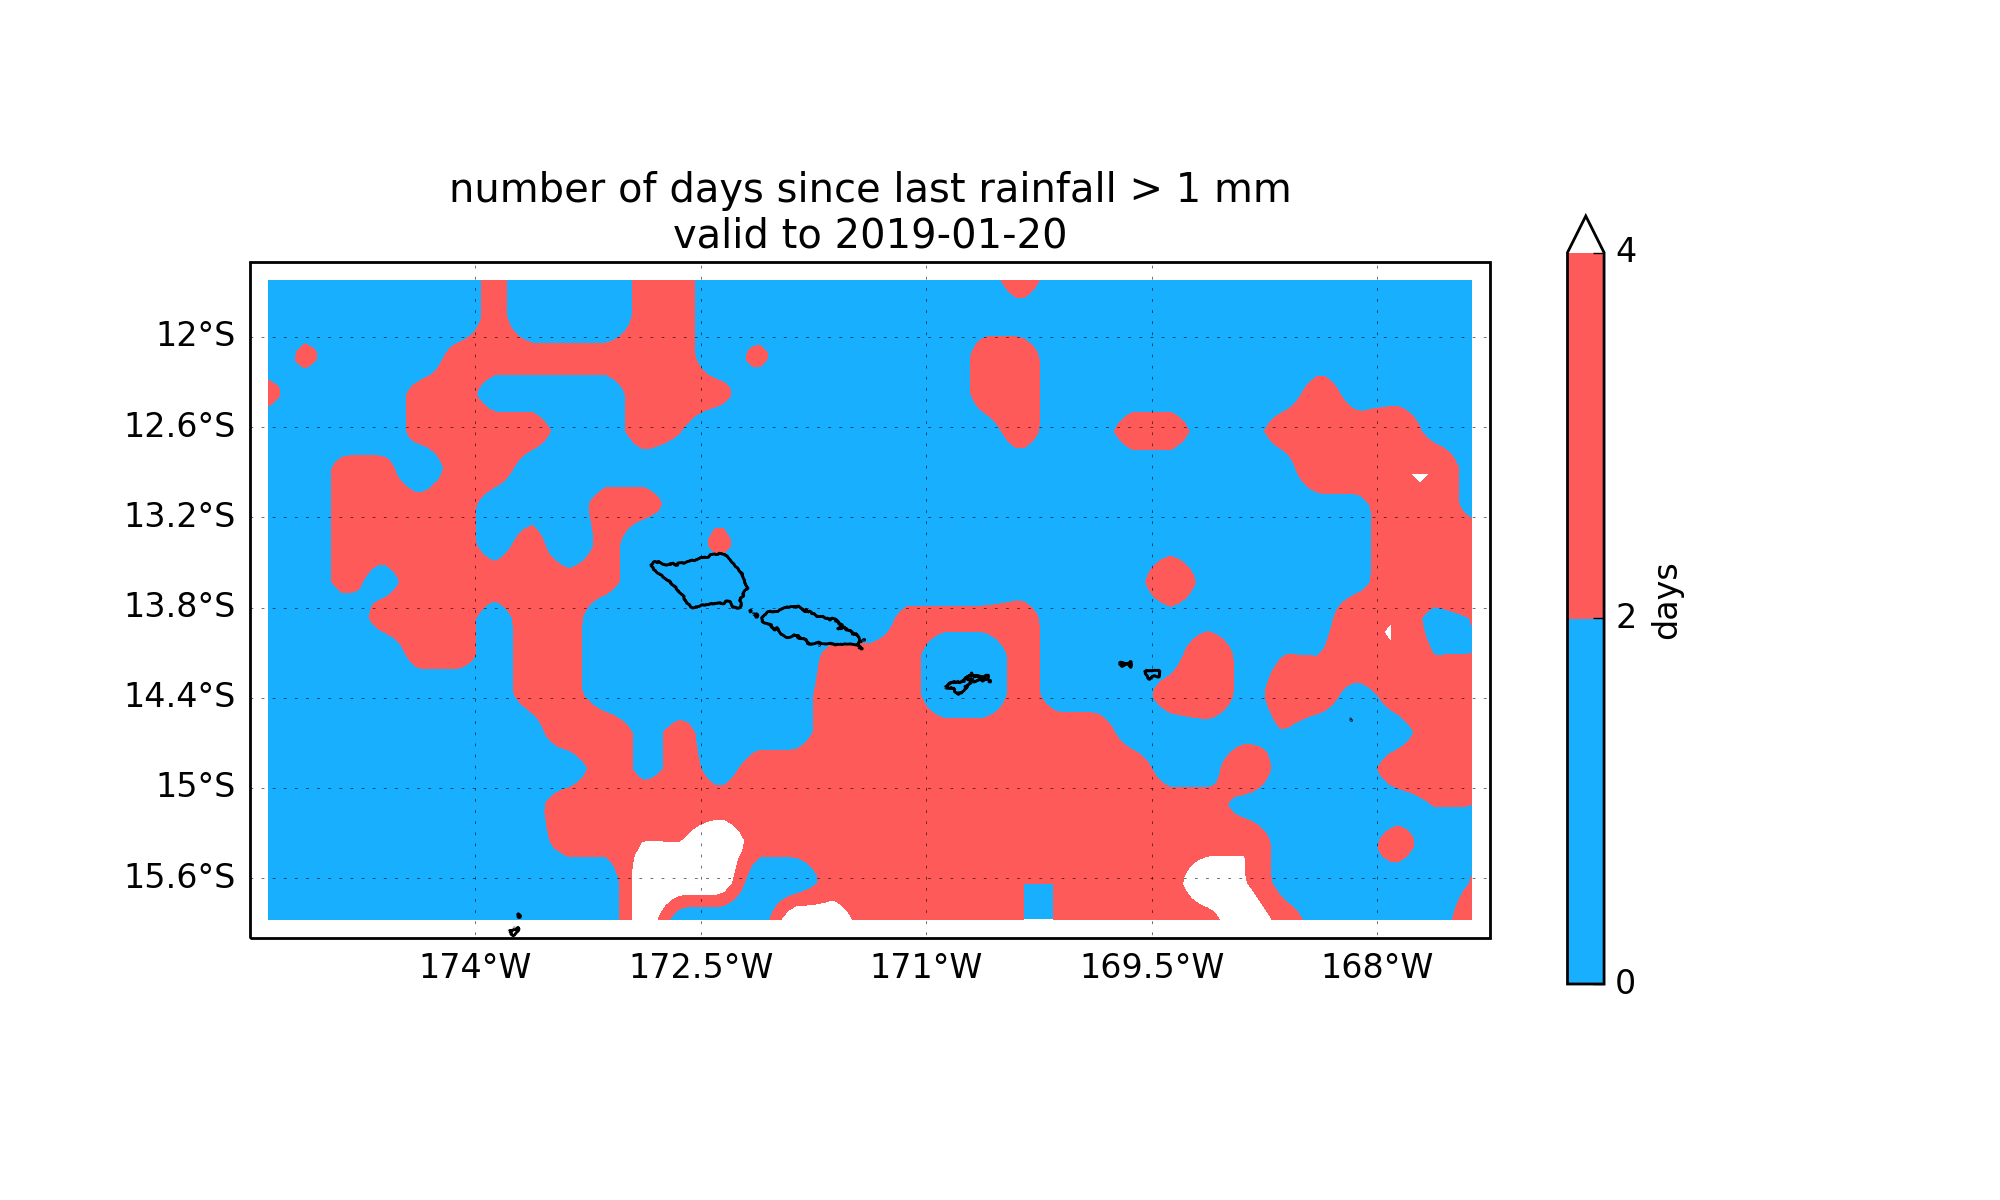 number of days since last rainfall > 1 mm
valid to 2019-01-20
12°S
12.6°S
13.2°S
13.8°S
14.4°S
15°S
15.6°S
174°W
172.5°W
171°W
169.5°W
168°W
4
2
0
days